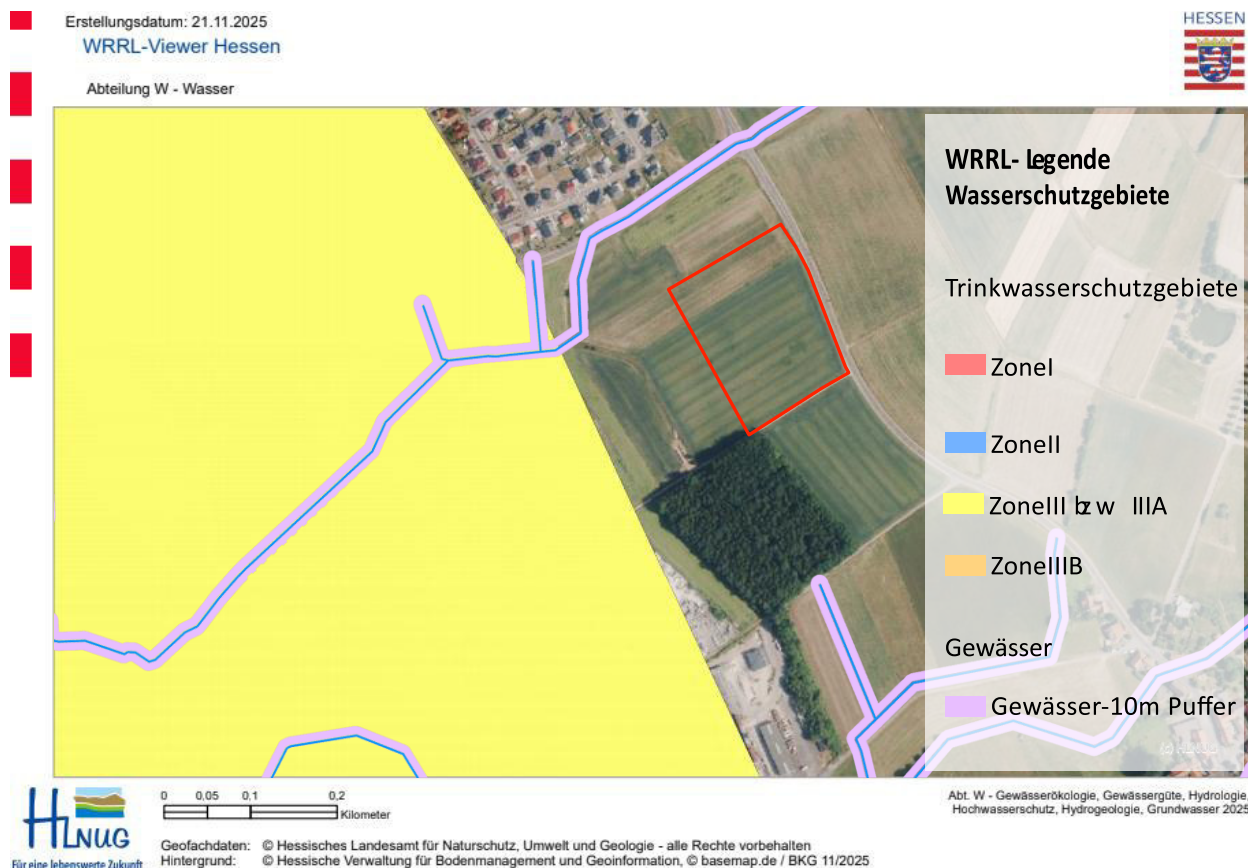 Erstellungsdatum: 21.11.2025
WRRL-Viewer Hessen
Abteilung W - Wasser
HESSEN
WRRL- Legende
Wasserschutzgebiete
Trinkwasserschutzgebiete
ZoneI
ZoneII
ZoneIII bzw IIIA
ZoneIIIB
Gewässer
Gewässer-10m Puffer
(c) HLNUG
HLNUG
Für eine lebenswerte Zukunft
0 0,05 0,1 0,2
Kilometer
Abt. W - Gewässerökologie, Gewässergüte, Hydrologie,
Hochwasserschutz, Hydrogeologie, Grundwasser 2025
Geofachdaten: © Hessisches Landesamt für Naturschutz, Umwelt und Geologie - alle Rechte vorbehalten
Hintergrund: © Hessische Verwaltung für Bodenmanagement und Geoinformation, © basemap.de / BKG 11/2025